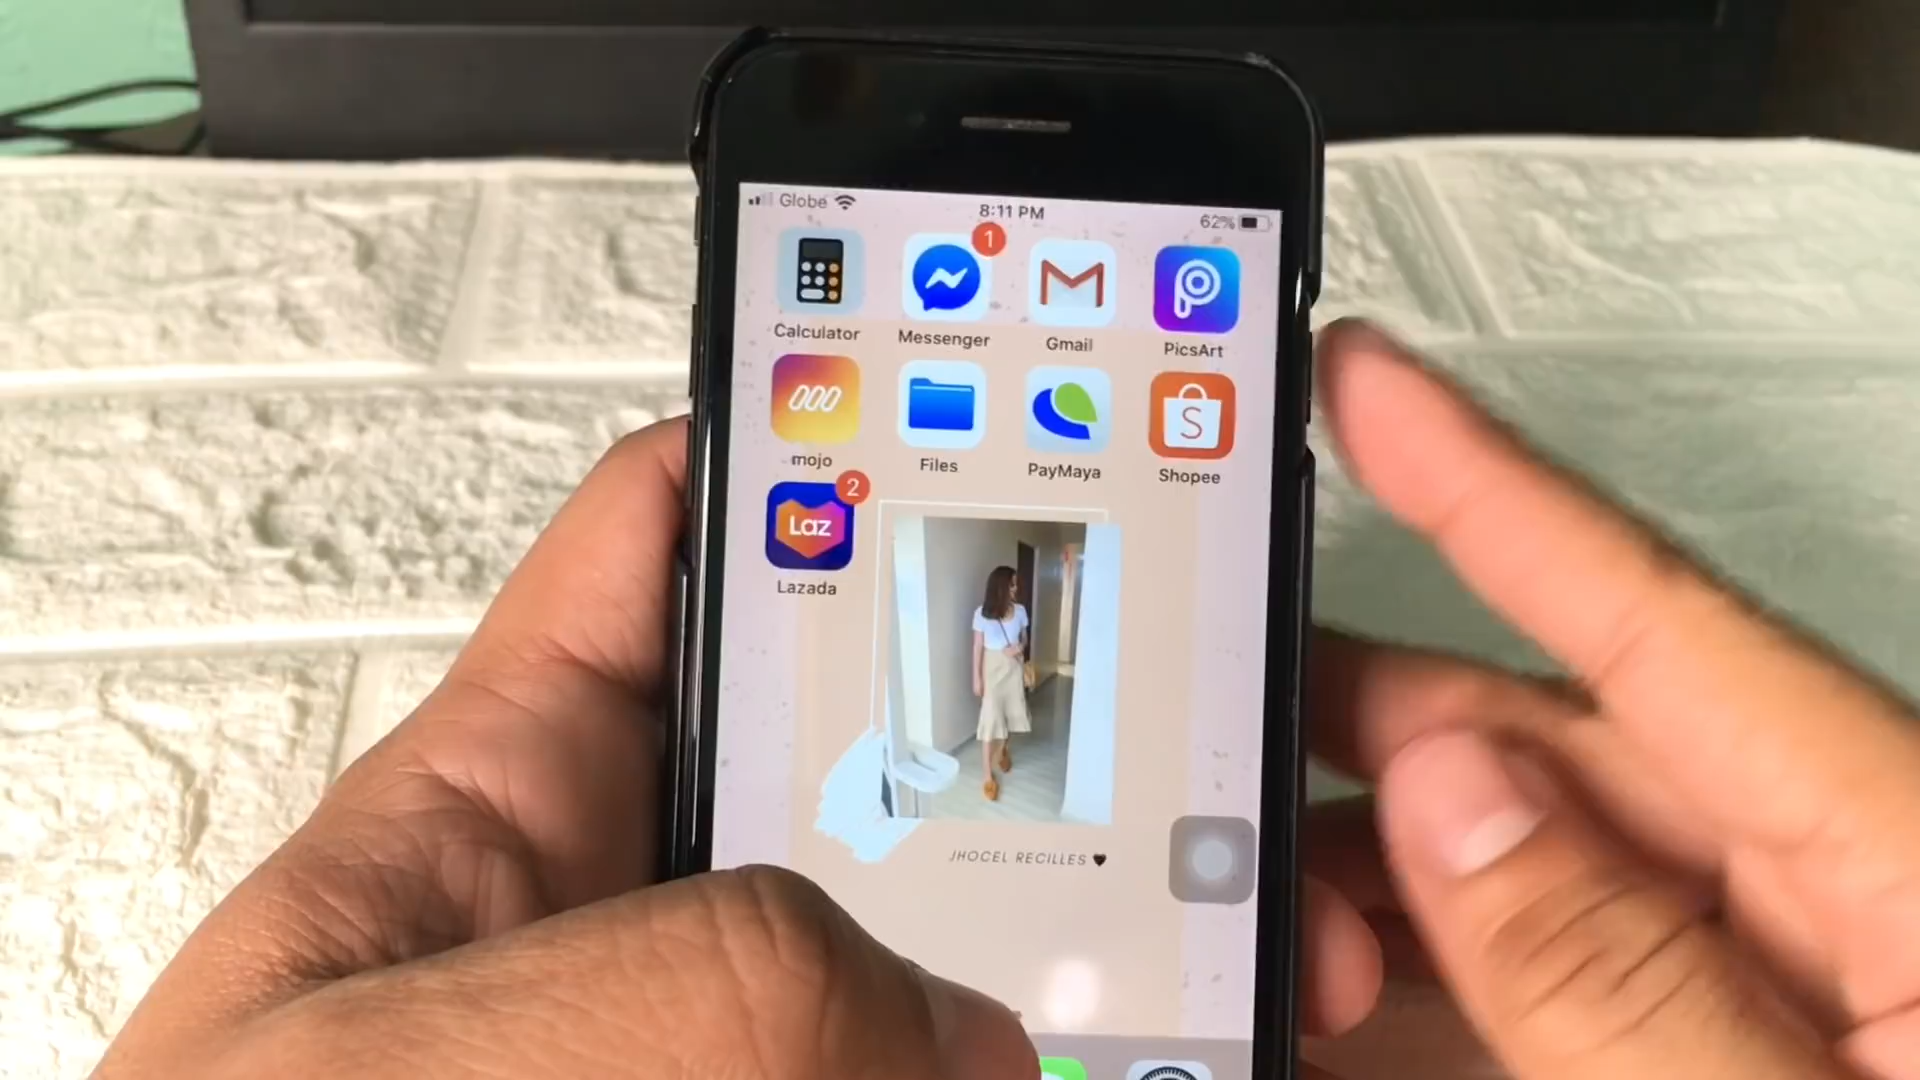 Globe 8:11 PM 62%
1
Calculator Messenger Gmail PicsArt
S
mojo Files PayMaya Shopee
2
Laz
Lazada
JHOCEL RECILLES